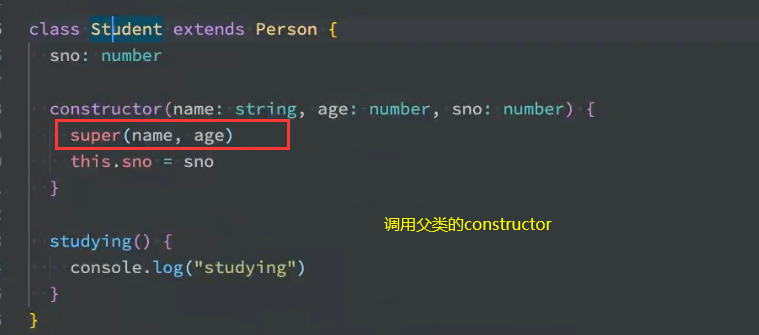 class Student extends Person {
sno: number
constructor(name: string, age: number, sno: number) {
super(name, age)
this.sno = sno
}
调用父类的constructor
studying() {
console.log("studying")
}
}